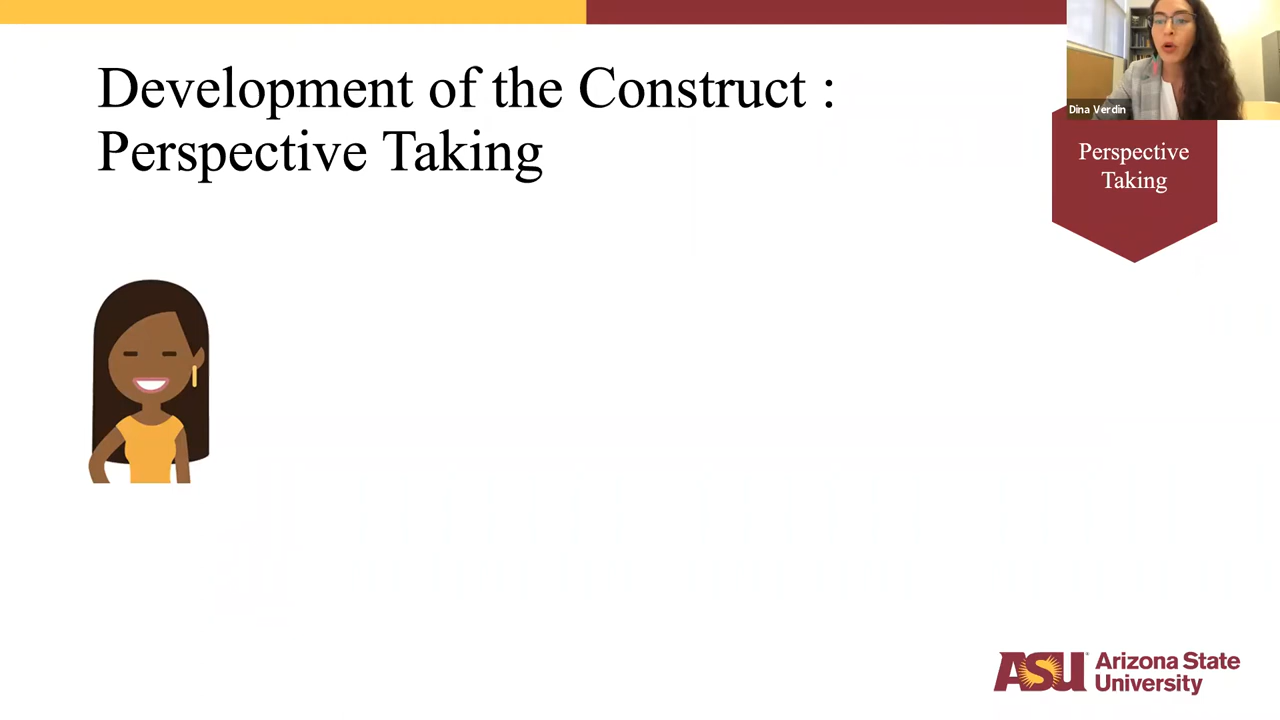 Development of the Construct :
Perspective Taking
Dina Verdin
Perspective
Taking
ASU Arizona State
University